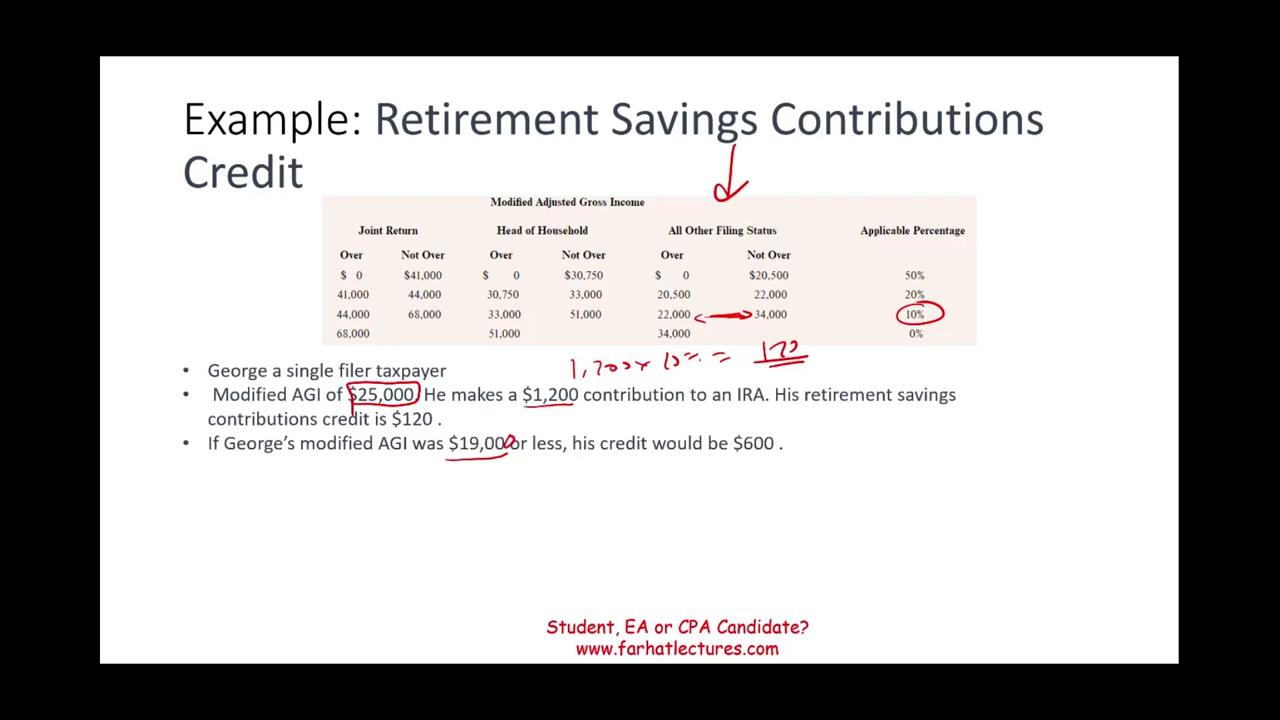 Example: Retirement Savings Contributions
Credit
Modified Adjusted Gross Income
Joint Return Head of Household All Other Filing Status Applicable Percentage
Over Not Over Over Not Over Over Not Over
$ 0 $41,000 $ 0 $30,750 $ 0 $20,500 50%
41,000 44,000 30,750 33,000 20,500 22,000 20%
44,000 68,000 33,000 51,000 22,000 34,000 10%
68,000 51,000 34,000 0%
1,200 x 10% = 120
• George a single filer taxpayer
• Modified AGI of $25,000. He makes a $1,200 contribution to an IRA. His retirement savings
contributions credit is $120 .
• If George’s modified AGI was $19,000 or less, his credit would be $600 .
Student, EA or CPA Candidate?
www.farhatlectures.com